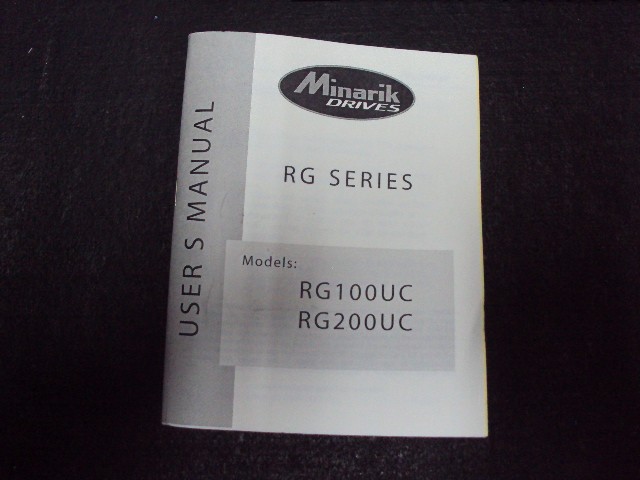 Minarik
DRIVES
RG SERIES
USER S MANUAL
Models:
RG100UC
RG200UC